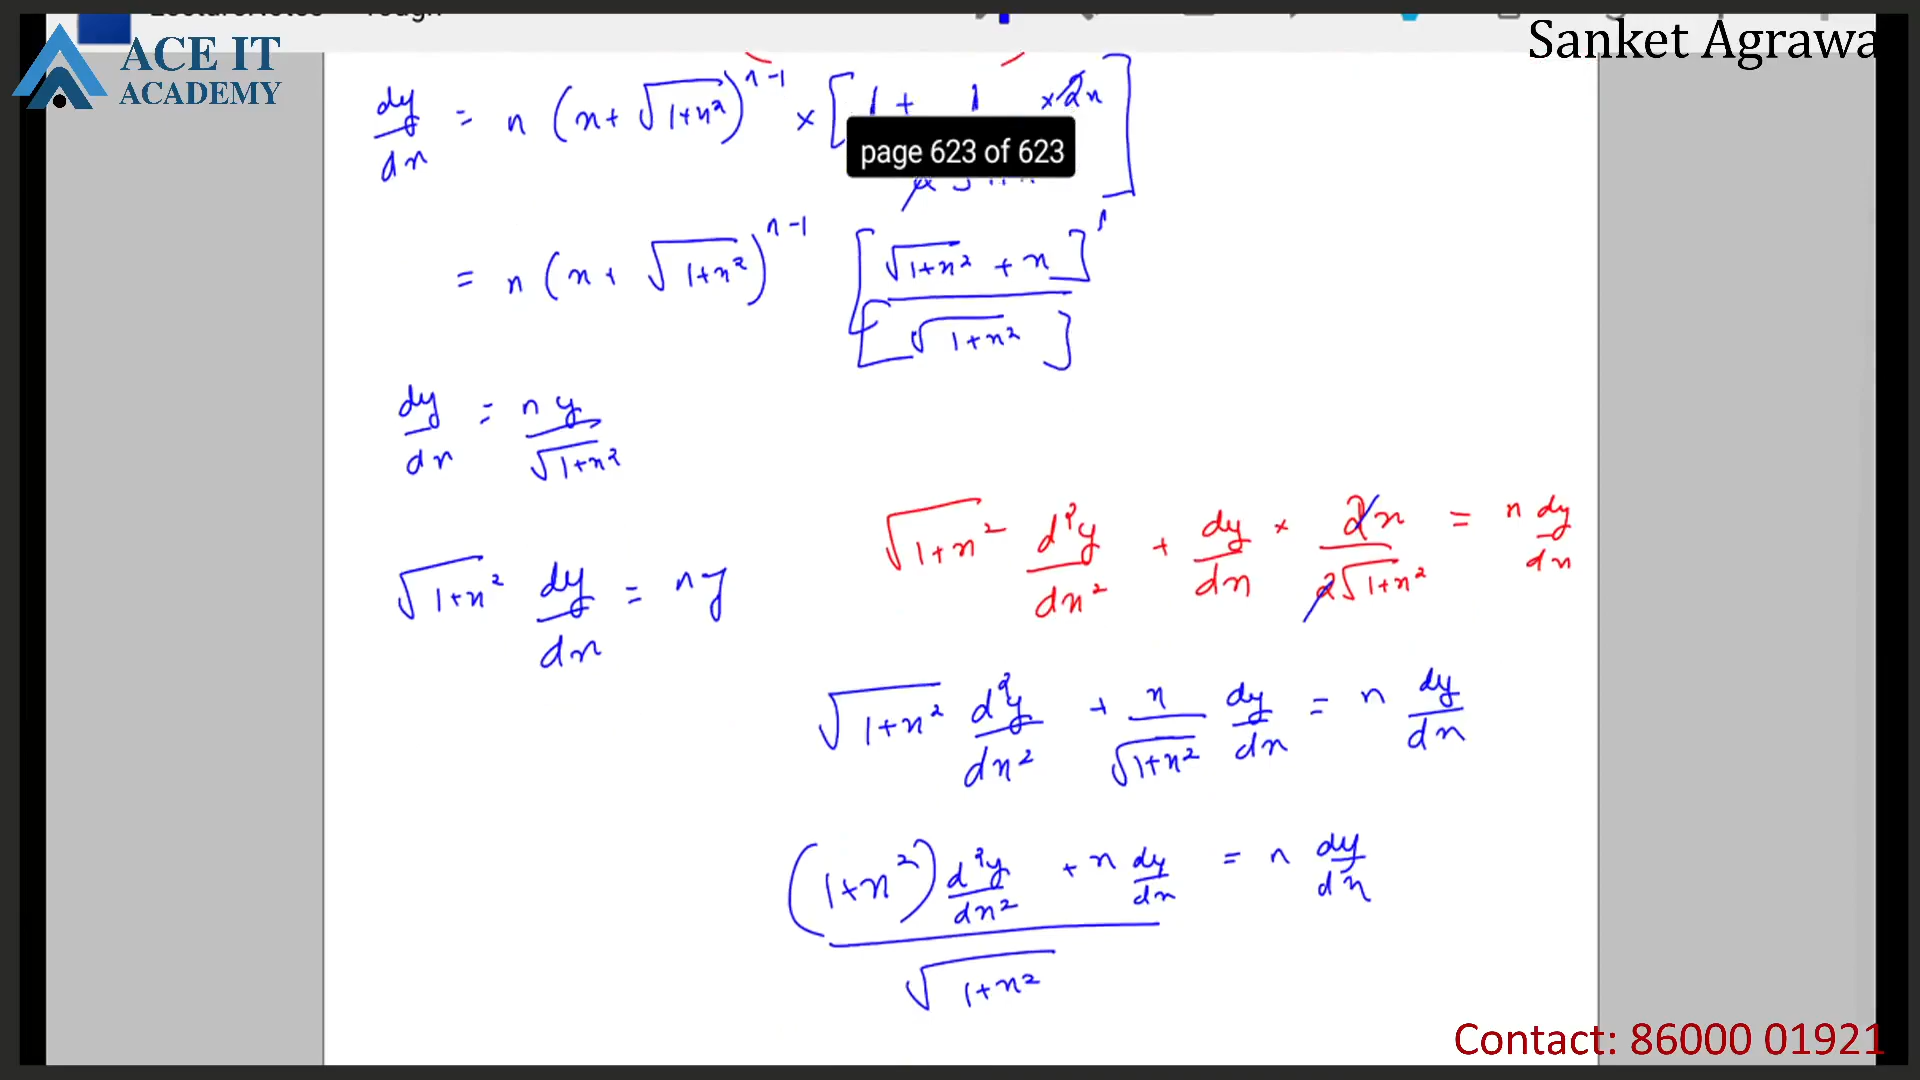 Sanket Agrawa
ACE IT
ACADEMY
dy/dx = n (x + √(1+x²))^(n-1) × [1 + 1 × 2x]
page 623 of 623
= n (x + √(1+x²))^(n-1) [√(1+x²) + x]/[√(1+x²)]
dy/dx = ny/√(1+x²)
√(1+x²) dy/dx = ny
√(1+x²) d²y/dx² + dy/dx × 2x/2√(1+x²) = n dy/dx
√(1+x²) d²y/dx² + x/√(1+x²) dy/dx = n dy/dx
((1+x²) d²y/dx² + x dy/dx)/√(1+x²) = n dy/dx
Contact: 86000 01921